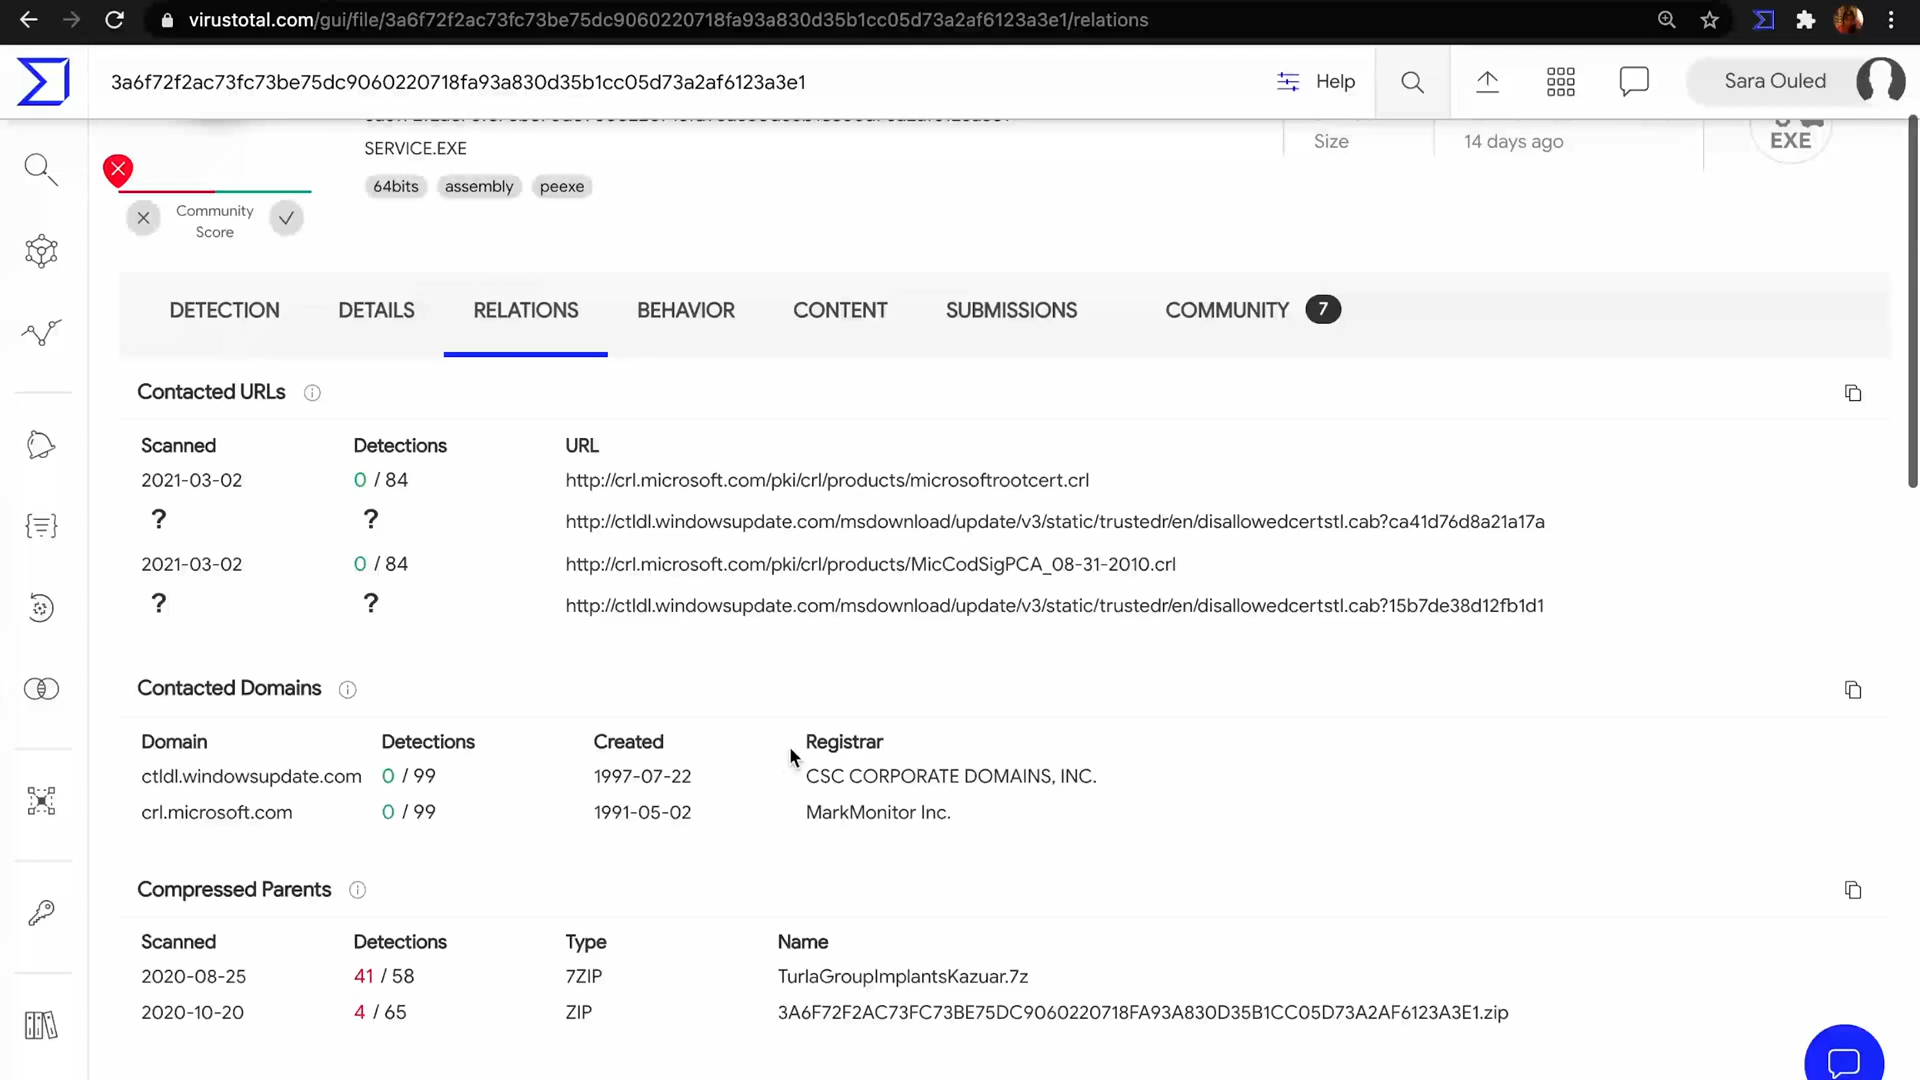 virustotal.com/gui/file/3a6f72f2ac73fc73be75dc9060220718fa93a830d35b1cc05d73a2af6123a3e1/relations
3a6f72f2ac73fc73be75dc9060220718fa93a830d35b1cc05d73a2af6123a3e1
Help
Sara Ouled
SERVICE.EXE
Size
14 days ago
EXE
64bits assembly peexe
Community
Score
DETECTION DETAILS RELATIONS BEHAVIOR CONTENT SUBMISSIONS COMMUNITY 7
Contacted URLs
Scanned Detections URL
2021-03-02 0 / 84 http://crl.microsoft.com/pki/crl/products/microsoftrootcert.crl
? ? http://ctldl.windowsupdate.com/msdownload/update/v3/static/trustedr/en/disallowedcertstl.cab?ca41d76d8a21a17a
2021-03-02 0 / 84 http://crl.microsoft.com/pki/crl/products/MicCodSigPCA_08-31-2010.crl
? ? http://ctldl.windowsupdate.com/msdownload/update/v3/static/trustedr/en/disallowedcertstl.cab?15b7de38d12fb1d1
Contacted Domains
Domain Detections Created Registrar
ctldl.windowsupdate.com 0 / 99 1997-07-22 CSC CORPORATE DOMAINS, INC.
crl.microsoft.com 0 / 99 1991-05-02 MarkMonitor Inc.
Compressed Parents
Scanned Detections Type Name
2020-08-25 41 / 58 7ZIP TurlaGroupImplantsKazuar.7z
2020-10-20 4 / 65 ZIP 3A6F72F2AC73FC73BE75DC9060220718FA93A830D35B1CC05D73A2AF6123A3E1.zip